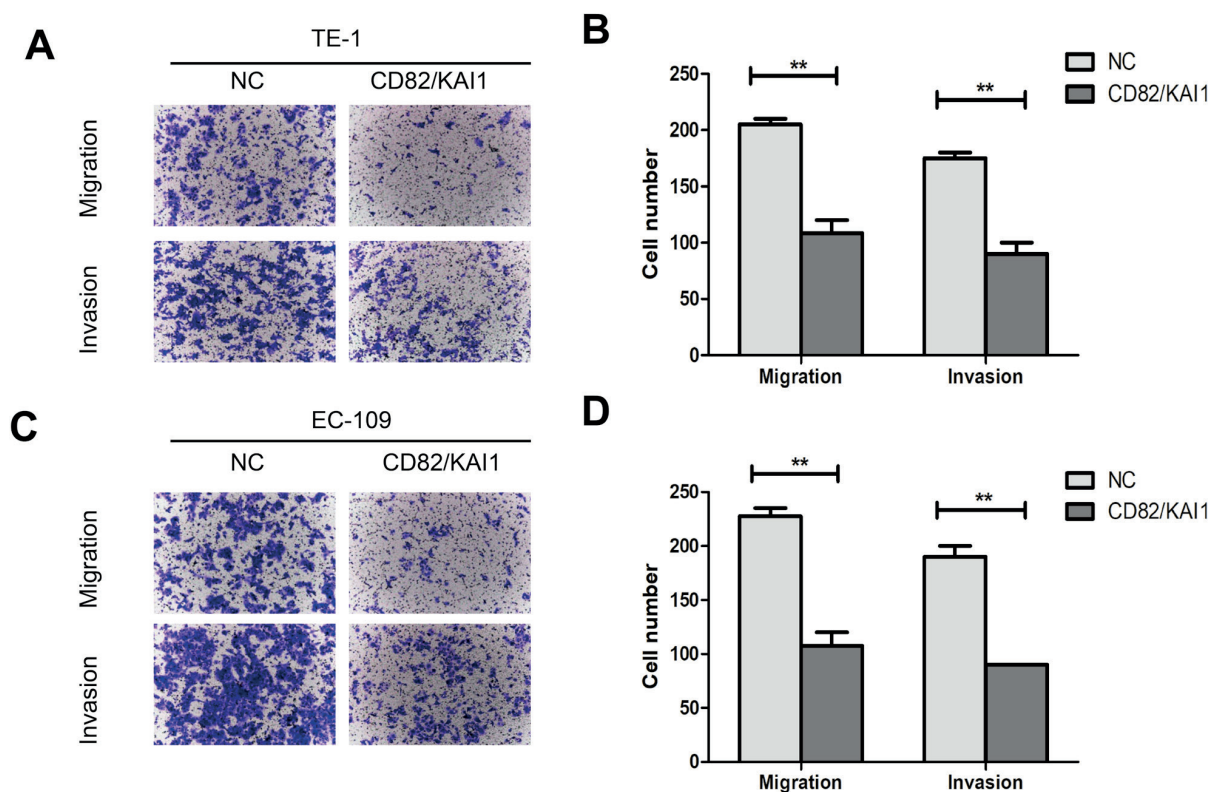 A
TE-1
NC CD82/KAI1
Migration
Invasion
B
**
**
NC
CD82/KAI1
250
200
150
100
50
0
Cell number
Migration Invasion
C
EC-109
NC CD82/KAI1
Migration
Invasion
D
**
**
NC
CD82/KAI1
250
200
150
100
50
0
Cell number
Migration Invasion